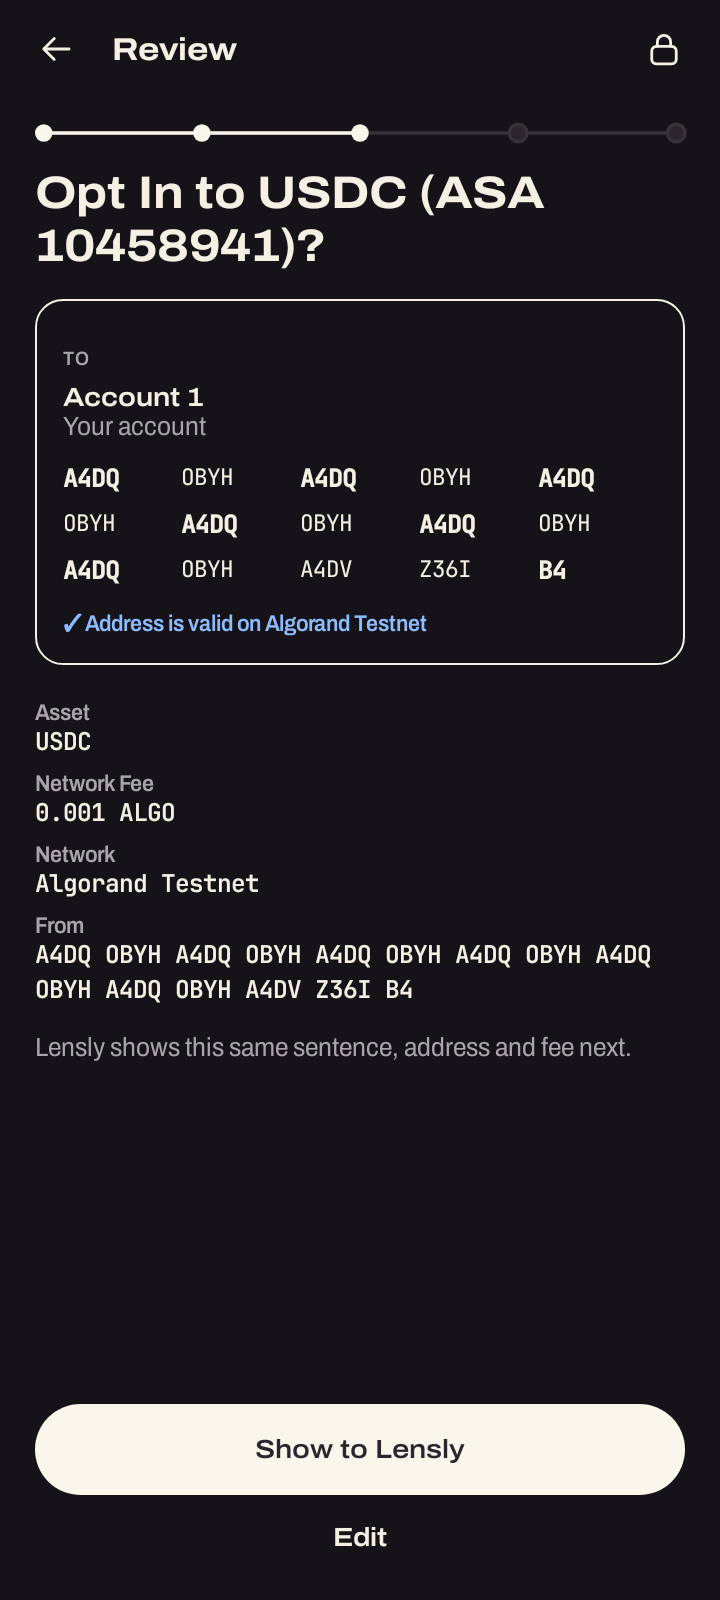 Review
Opt In to USDC (ASA
10458941)?
TO
Account 1
Your account
A4DQ OBYH A4DQ OBYH A4DQ
OBYH A4DQ OBYH A4DQ OBYH
A4DQ OBYH A4DV Z36I B4
✓ Address is valid on Algorand Testnet
Asset
USDC
Network Fee
0.001 ALGO
Network
Algorand Testnet
From
A4DQ OBYH A4DQ OBYH A4DQ OBYH A4DQ OBYH A4DQ
OBYH A4DQ OBYH A4DV Z36I B4
Lensly shows this same sentence, address and fee next.
Show to Lensly
Edit